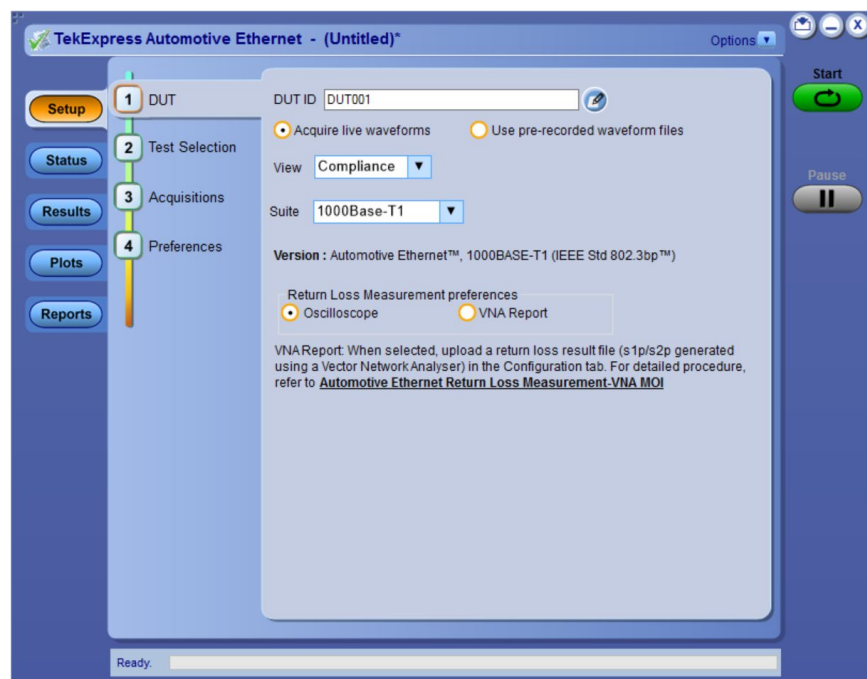 TekExpress Automotive Ethernet - (Untitled)*
Options
Start
Setup
1 DUT
DUT ID DUT001
Acquire live waveforms
Use pre-recorded waveform files
Status
2 Test Selection
View Compliance
Pause
Results
3 Acquisitions
Suite 1000Base-T1
Plots
4 Preferences
Version : Automotive Ethernet™, 1000BASE-T1 (IEEE Std 802.3bp™)
Reports
Return Loss Measurement preferences
Oscilloscope
VNA Report
VNA Report: When selected, upload a return loss result file (s1p/s2p generated
using a Vector Network Analyser) in the Configuration tab. For detailed procedure,
refer to Automotive Ethernet Return Loss Measurement-VNA MOI
Ready.